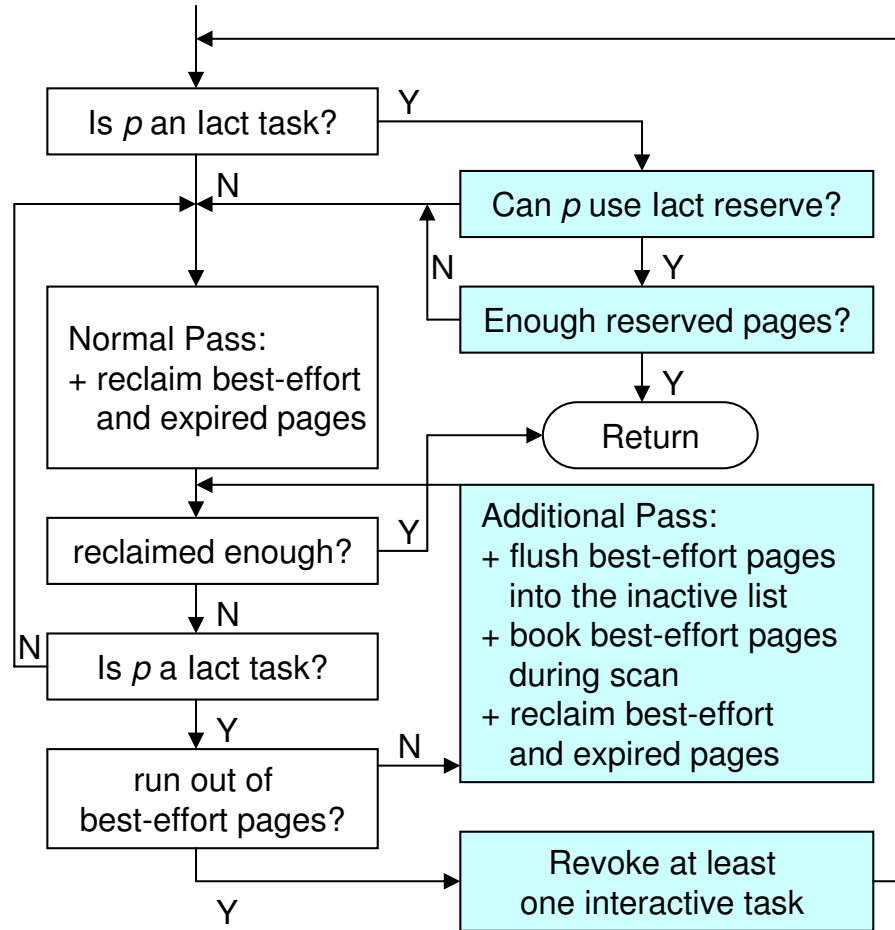 Is p an Iact task?
Y
N
Can p use Iact reserve?
N
Y
Enough reserved pages?
Normal Pass:
+ reclaim best-effort
and expired pages
Y
Return
reclaimed enough?
Y
Additional Pass:
+ flush best-effort pages
into the inactive list
+ book best-effort pages
during scan
+ reclaim best-effort
and expired pages
N
N
Is p a Iact task?
Y
N
run out of
best-effort pages?
Y
Revoke at least
one interactive task